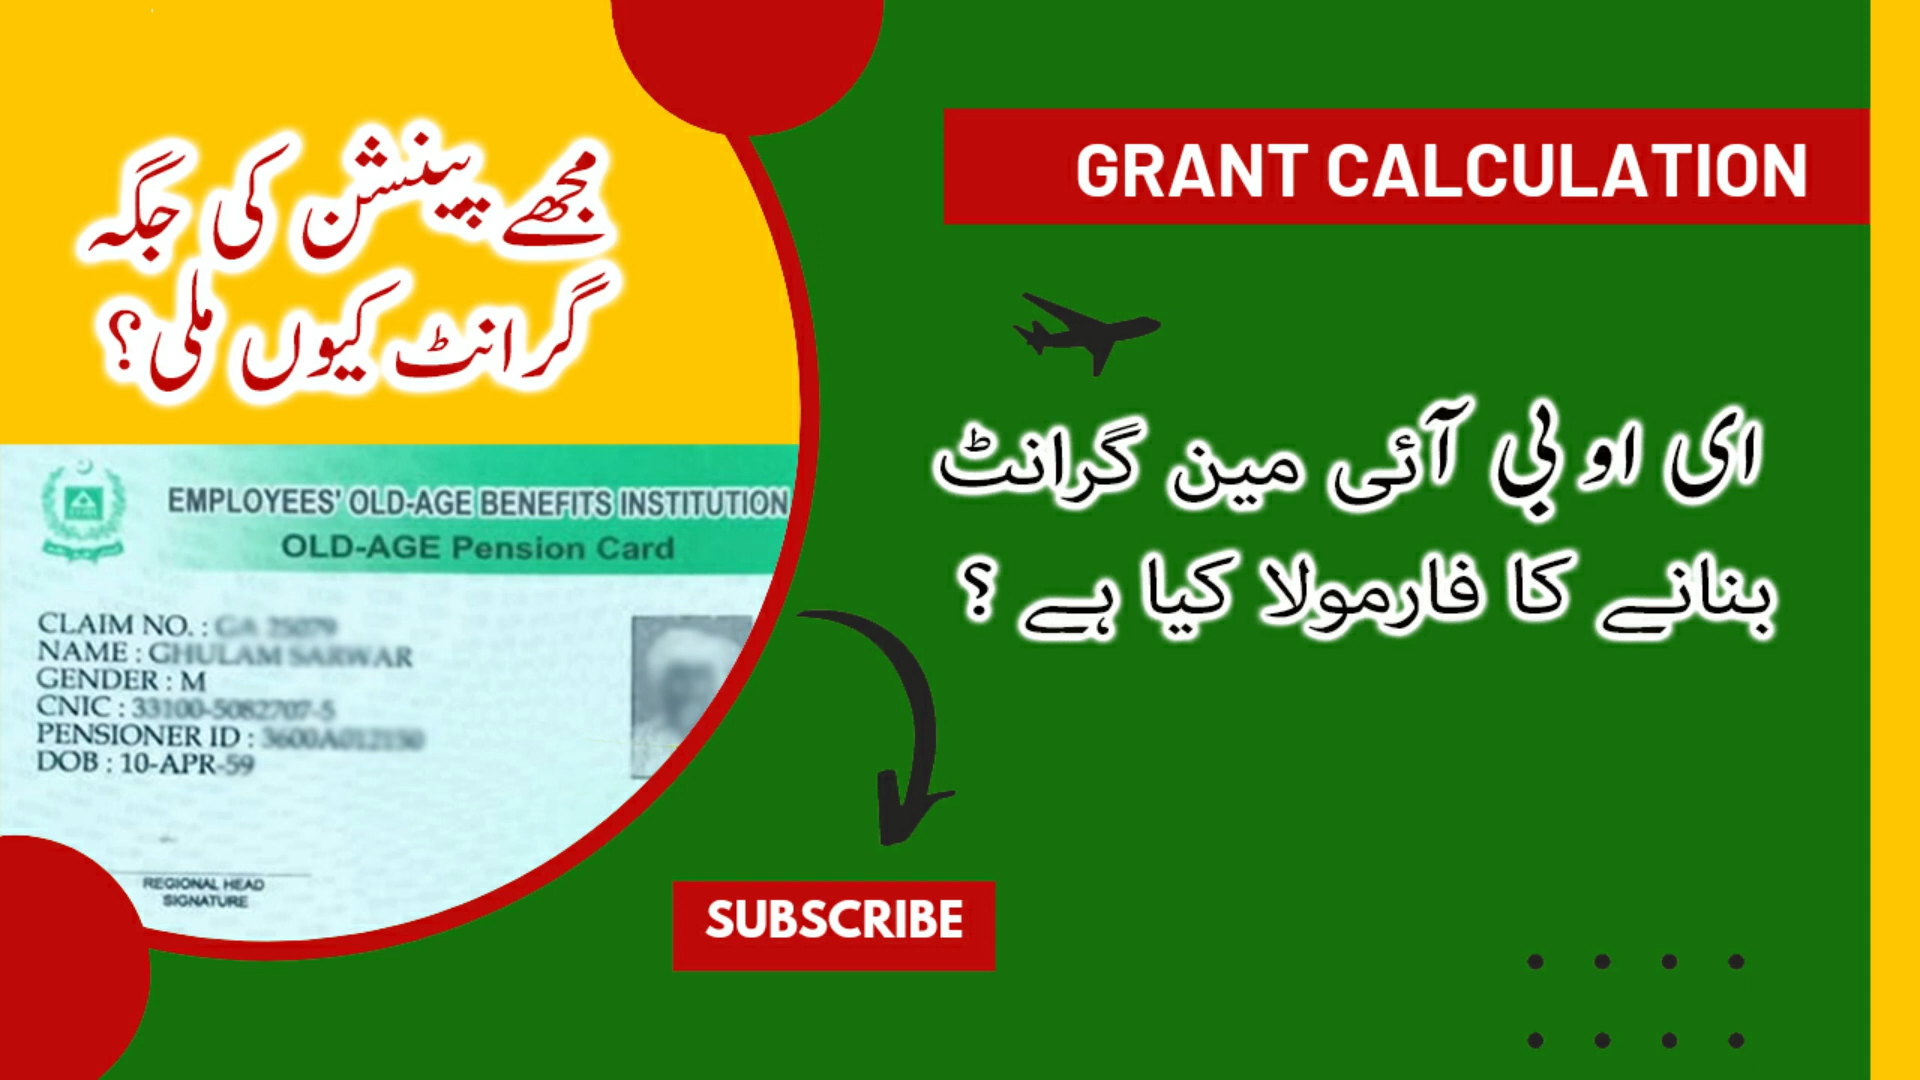 مجھے پینشن کی جگہ
گرانٹ کیوں ملی؟
EMPLOYEES' OLD-AGE BENEFITS INSTITUTION
OLD-AGE Pension Card
CLAIM NO. :
NAME :
GENDER : M
CNIC :
PENSIONER ID :
DOB : 10-APR-59
REGIONAL HEAD
SIGNATURE
GRANT CALCULATION
ای او بی آئی مین گرانٹ
بنانے کا فارمولا کیا ہے ؟
SUBSCRIBE